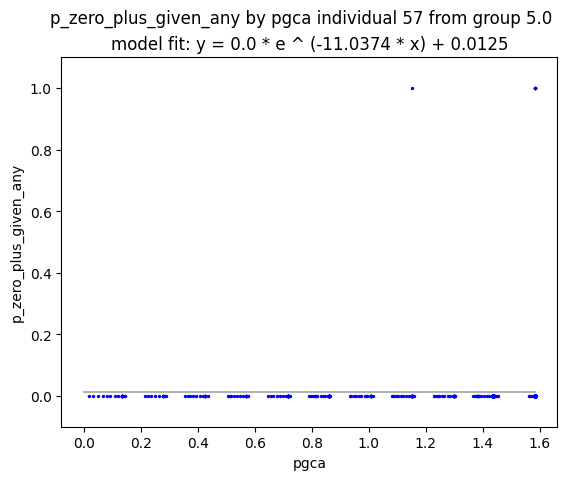 p_zero_plus_given_any by pgca individual 57 from group 5.0
model fit: y = 0.0 * e ^ (-11.0374 * x) + 0.0125
1.0
0.8
0.6
0.4
0.2
0.0
p_zero_plus_given_any
0.0 0.2 0.4 0.6 0.8 1.0 1.2 1.4 1.6
pgca